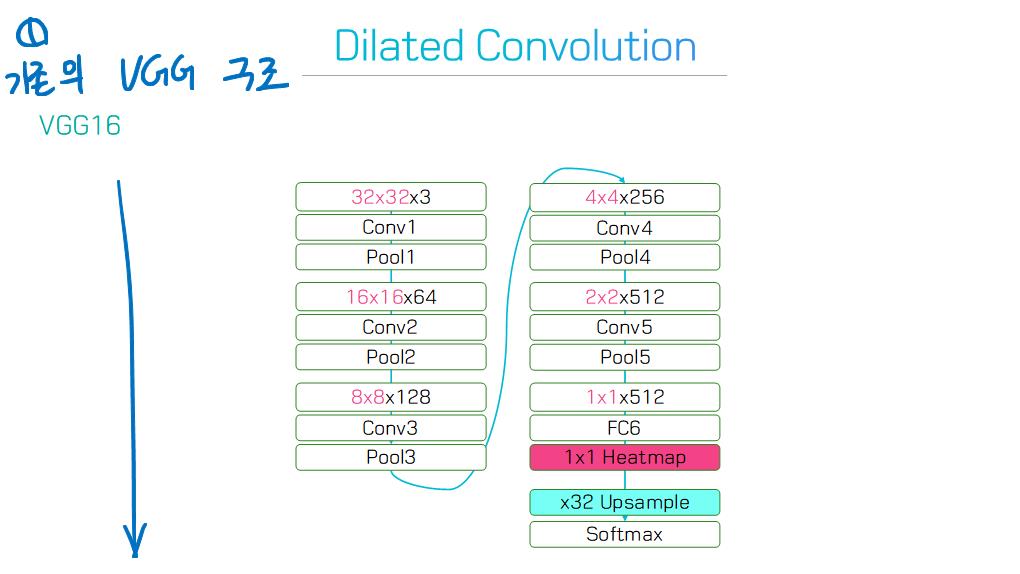 ①
기존의 VGG 구조
Dilated Convolution
VGG16
32x32x3
Conv1
Pool1
16x16x64
Conv2
Pool2
8x8x128
Conv3
Pool3
4x4x256
Conv4
Pool4
2x2x512
Conv5
Pool5
1x1x512
FC6
1x1 Heatmap
x32 Upsample
Softmax